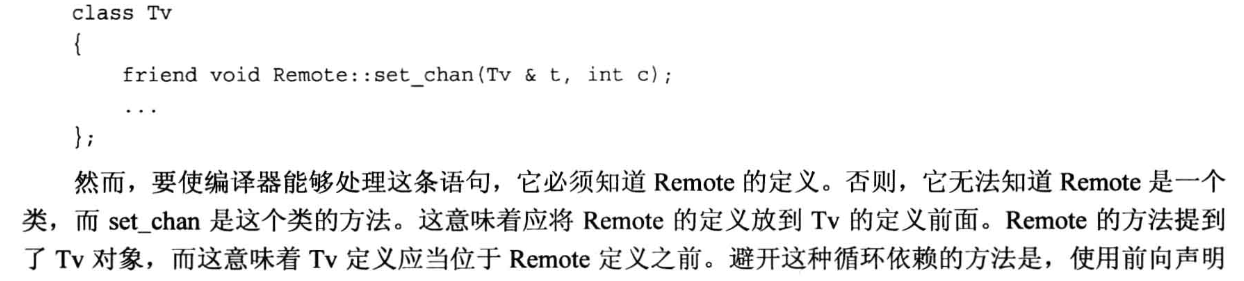 class Tv
{
friend void Remote::set_chan(Tv & t, int c);
...
};
然而，要使编译器能够处理这条语句，它必须知道 Remote 的定义。否则，它无法知道 Remote 是一个
类，而 set_chan 是这个类的方法。这意味着应将 Remote 的定义放到 Tv 的定义前面。Remote 的方法提到
了 Tv 对象，而这意味着 Tv 定义应当位于 Remote 定义之前。避开这种循环依赖的方法是，使用前向声明